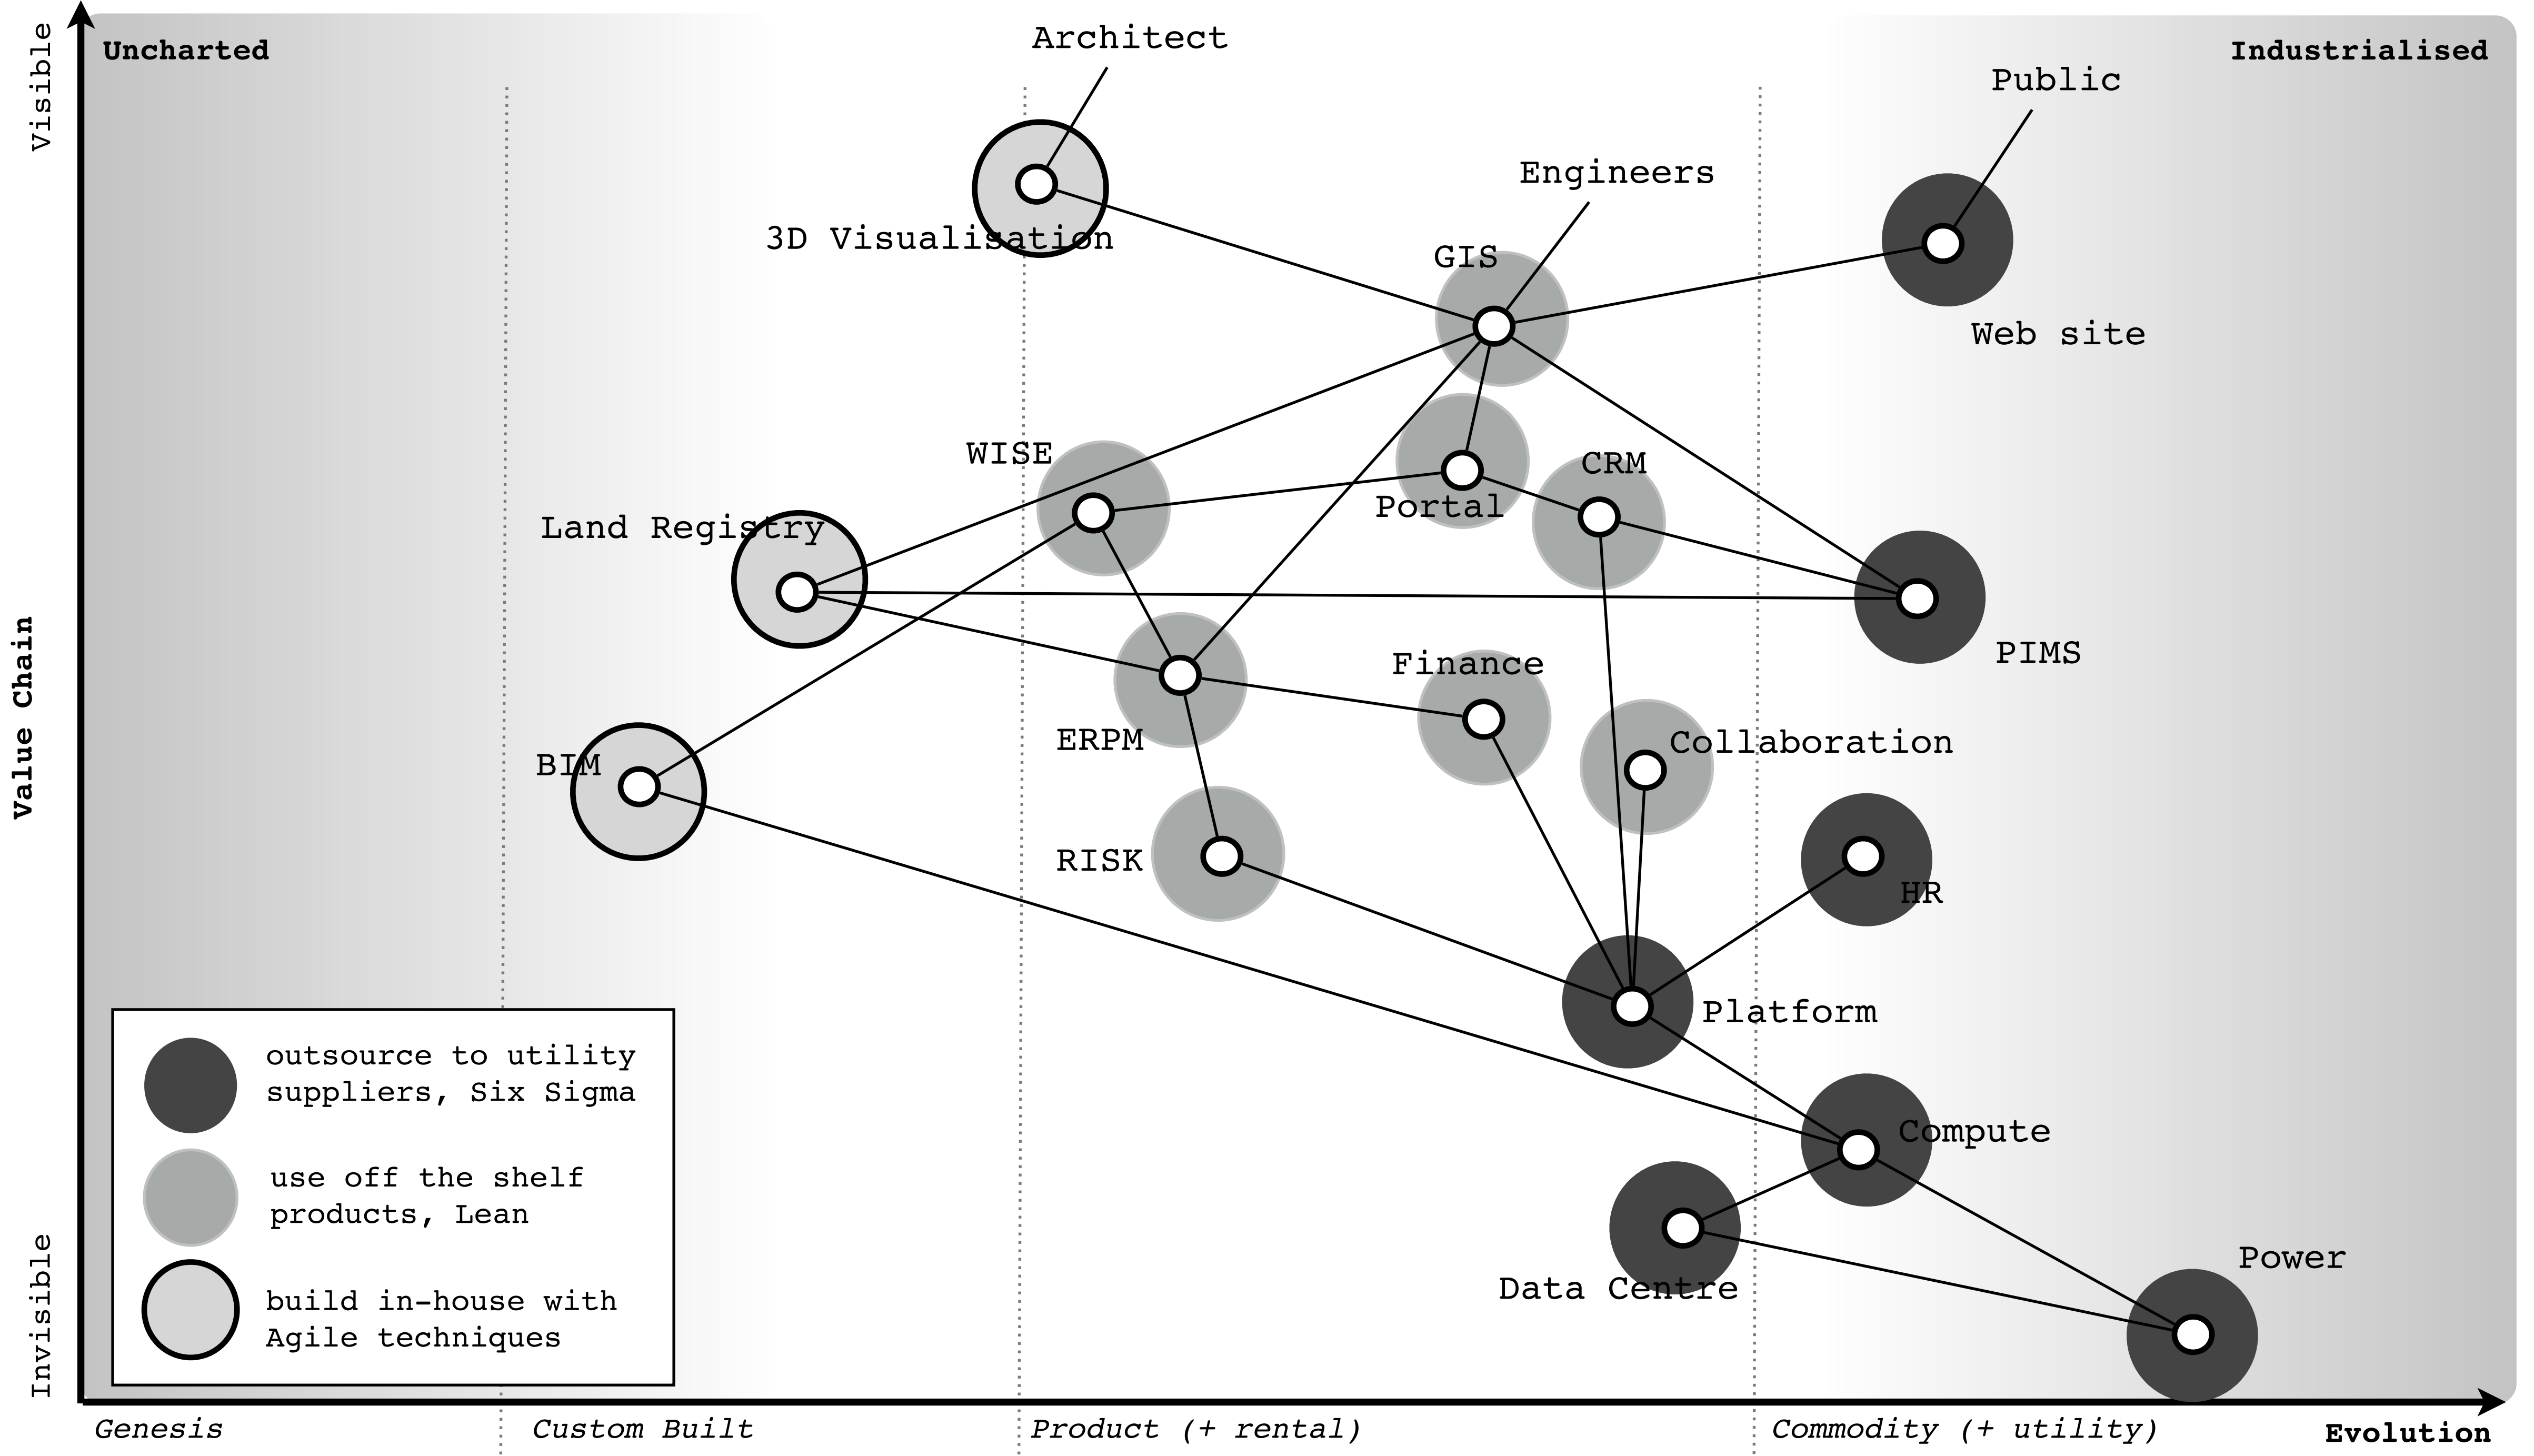 Visible
Uncharted
Architect
Industrialised
Public
Engineers
3D Visualisation
GIS
Web site
WISE
CRM
Portal
Land Registry
Value Chain
PIMS
Finance
ERPM
Collaboration
BIM
RISK
HR
Platform
outsource to utility
suppliers, Six Sigma
Compute
use off the shelf
products, Lean
Data Centre
Power
build in-house with
Agile techniques
Invisible
Genesis
Custom Built
Product (+ rental)
Commodity (+ utility)
Evolution